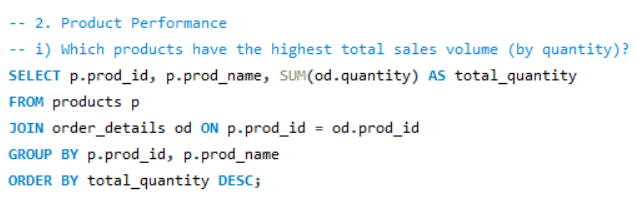 -- 2. Product Performance
-- i) Which products have the highest total sales volume (by quantity)?
SELECT p.prod_id, p.prod_name, SUM(od.quantity) AS total_quantity
FROM products p
JOIN order_details od ON p.prod_id = od.prod_id
GROUP BY p.prod_id, p.prod_name
ORDER BY total_quantity DESC;